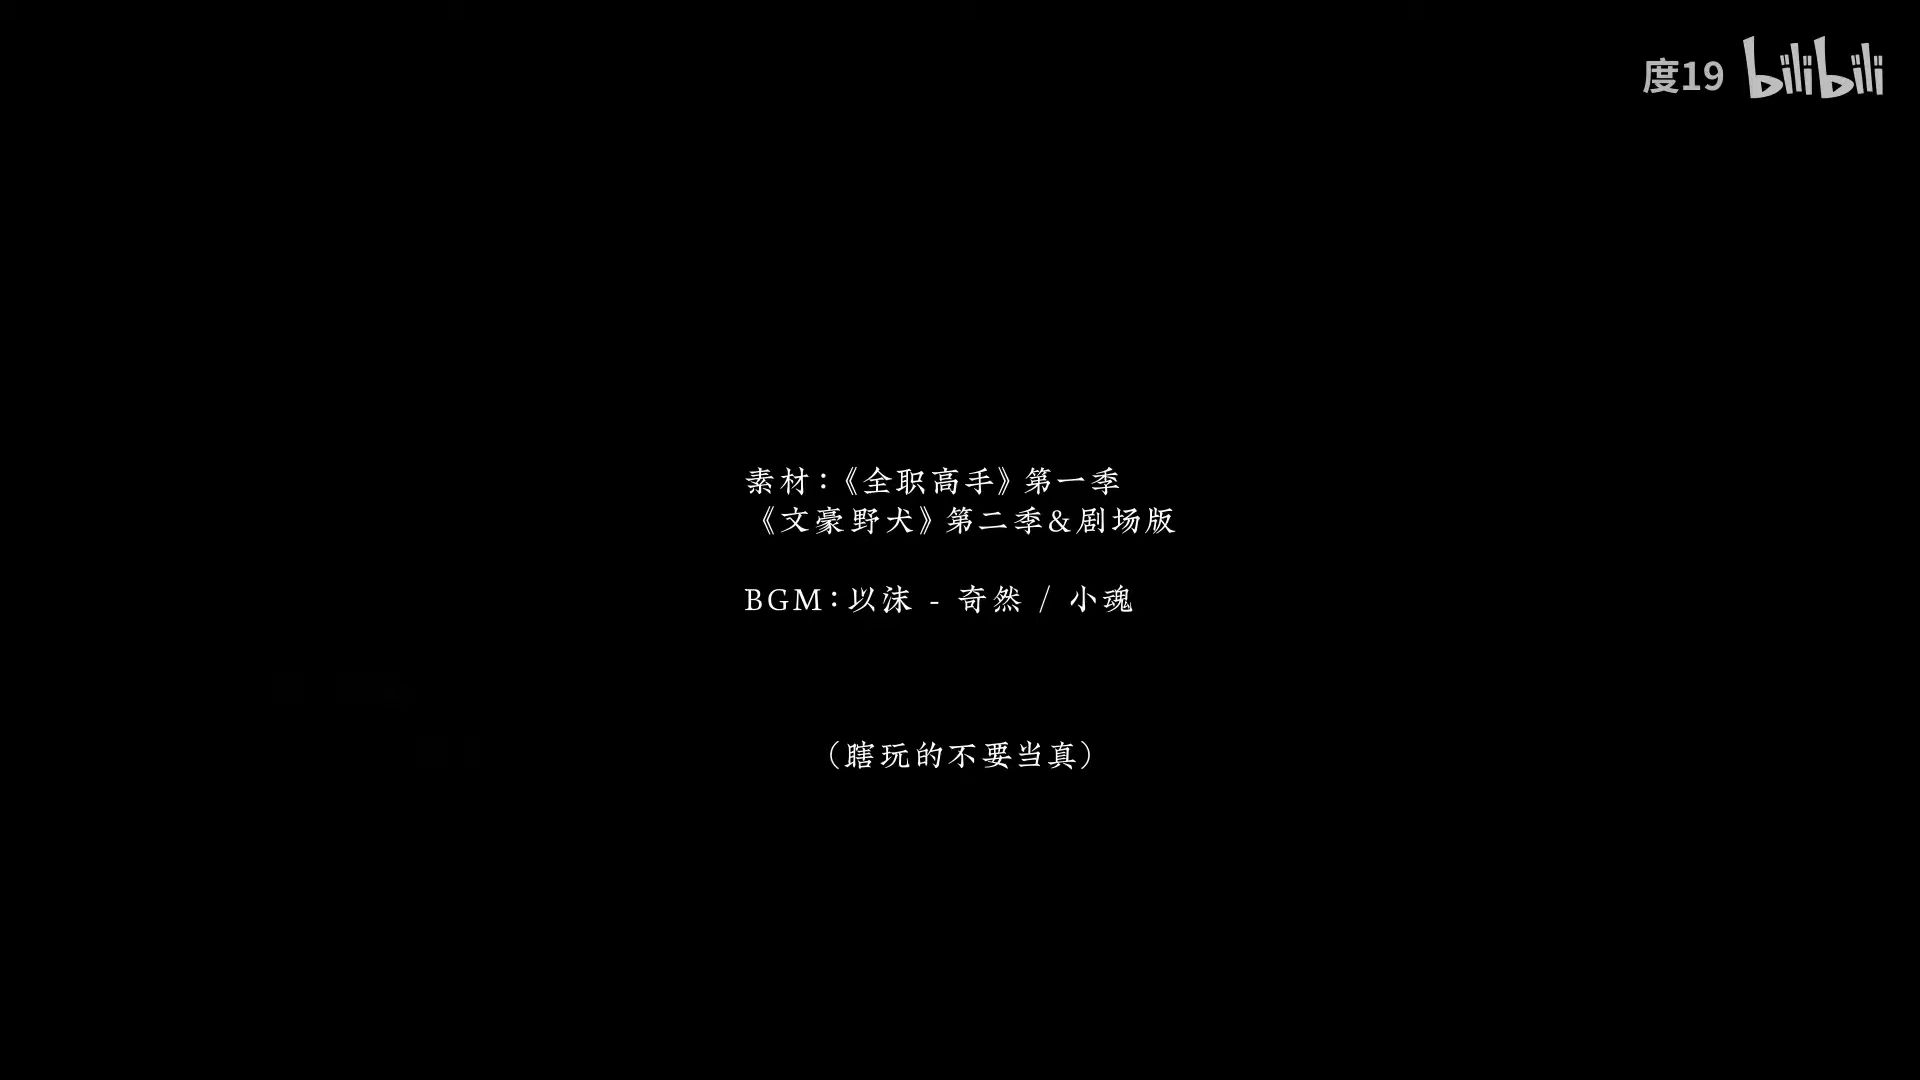 度19 bilibili
素材：《全职高手》第一季
《文豪野犬》第二季&剧场版
BGM：以沫 - 奇然 / 小魂
（瞎玩的不要当真）